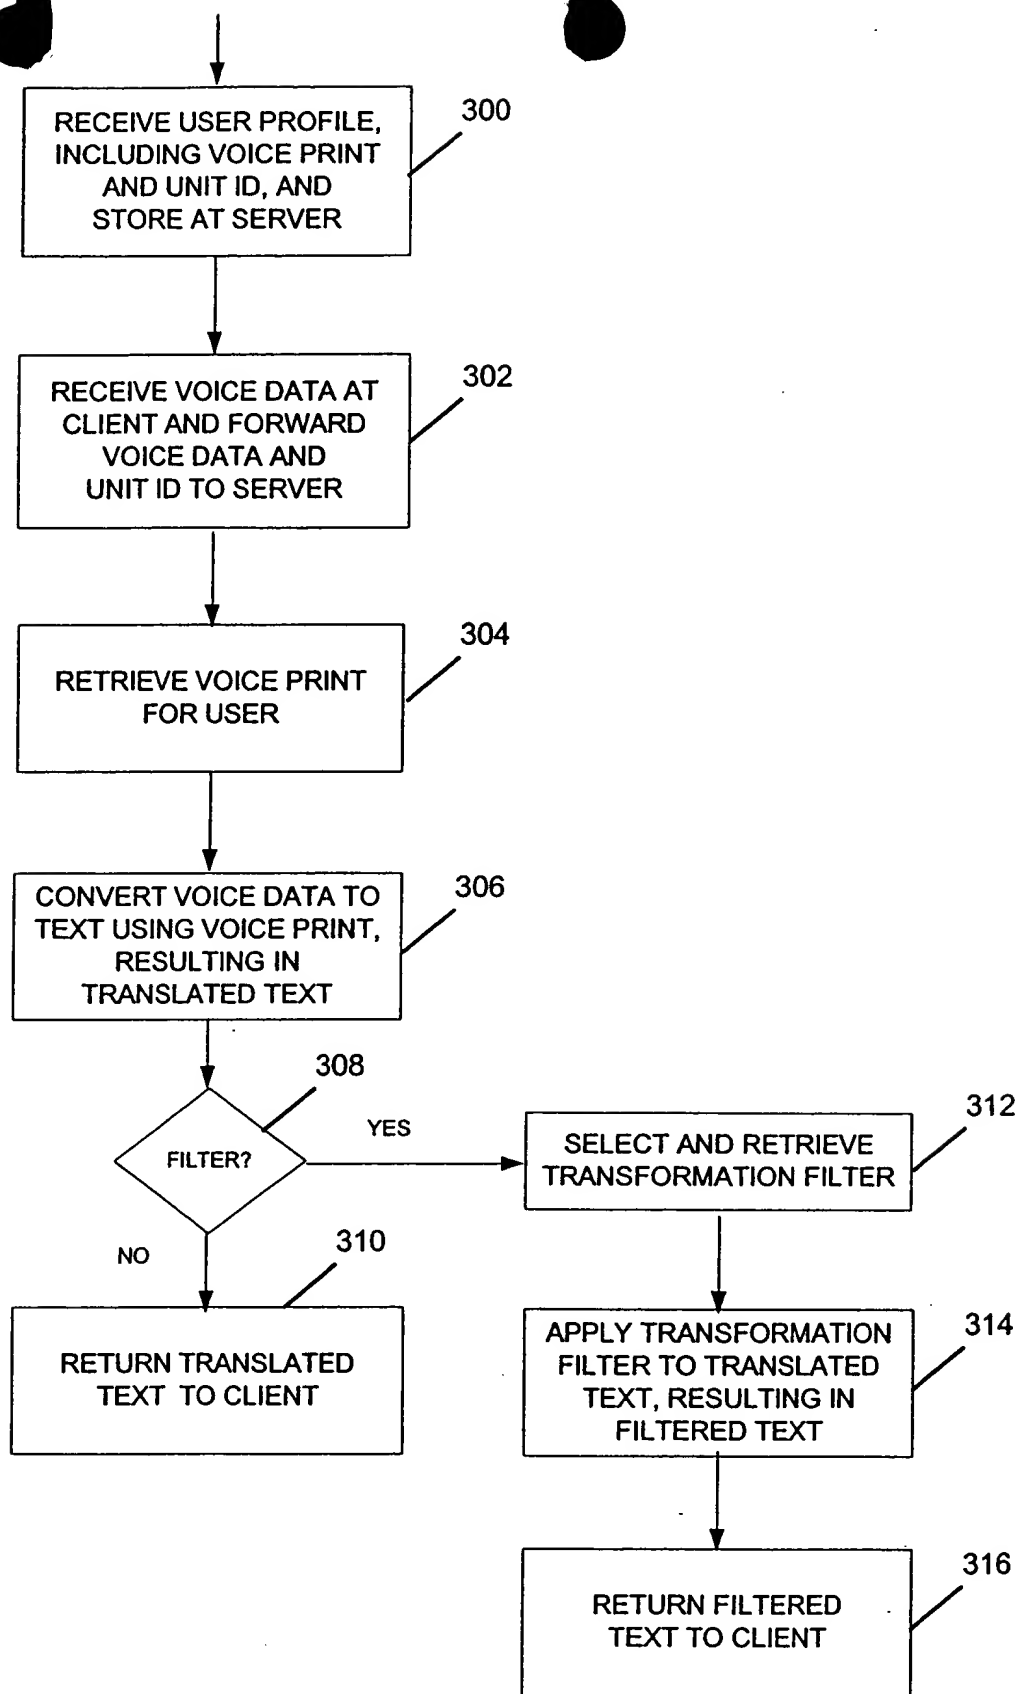 300
RECEIVE USER PROFILE,
INCLUDING VOICE PRINT
AND UNIT ID, AND
STORE AT SERVER
302
RECEIVE VOICE DATA AT
CLIENT AND FORWARD
VOICE DATA AND
UNIT ID TO SERVER
304
RETRIEVE VOICE PRINT
FOR USER
306
CONVERT VOICE DATA TO
TEXT USING VOICE PRINT,
RESULTING IN
TRANSLATED TEXT
308
FILTER?
YES
NO
310
RETURN TRANSLATED
TEXT TO CLIENT
312
SELECT AND RETRIEVE
TRANSFORMATION FILTER
314
APPLY TRANSFORMATION
FILTER TO TRANSLATED
TEXT, RESULTING IN
FILTERED TEXT
316
RETURN FILTERED
TEXT TO CLIENT